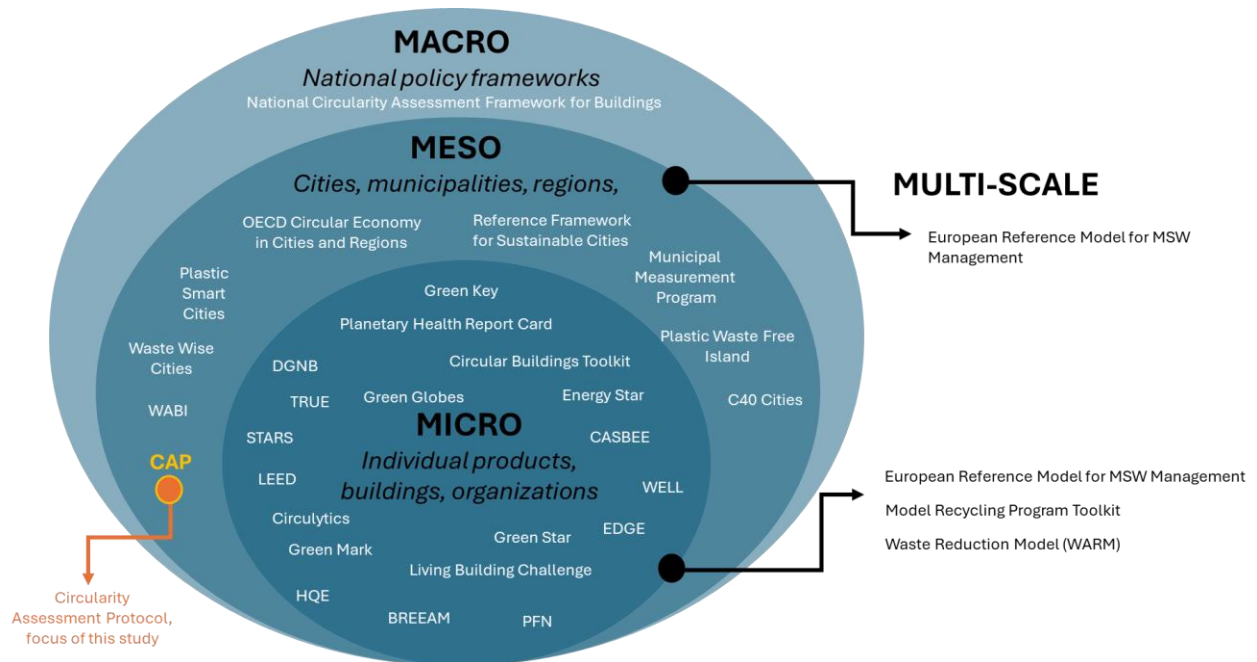 MACRO
National policy frameworks
National Circularity Assessment Framework for Buildings
MESO
Cities, municipalities, regions,
OECD Circular Economy
in Cities and Regions
Reference Framework
for Sustainable Cities
Plastic
Smart
Cities
Municipal
Measurement
Program
Waste Wise
Cities
Plastic Waste Free
Island
WABI
C40 Cities
CAP
Circularity
Assessment Protocol,
focus of this study
Green Key
Planetary Health Report Card
DGNB
Circular Buildings Toolkit
TRUE
Green Globes
Energy Star
STARS
MICRO
CASBEE
Individual products,
buildings, organizations
LEED
WELL
Circulytics
Green Star
EDGE
Green Mark
Living Building Challenge
HQE
BREEAM
PFN
MULTI-SCALE
European Reference Model for MSW
Management
European Reference Model for MSW Management
Model Recycling Program Toolkit
Waste Reduction Model (WARM)